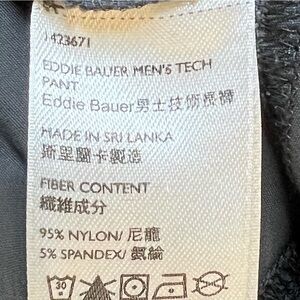 1423671
EDDIE BAUER MEN'S TECH
PANT
Eddie Bauer男士技術長褲
MADE IN SRI LANKA
斯里蘭卡製造
FIBER CONTENT
纖維成分
95% NYLON/ 尼龍
5% SPANDEX/ 氨綸
30